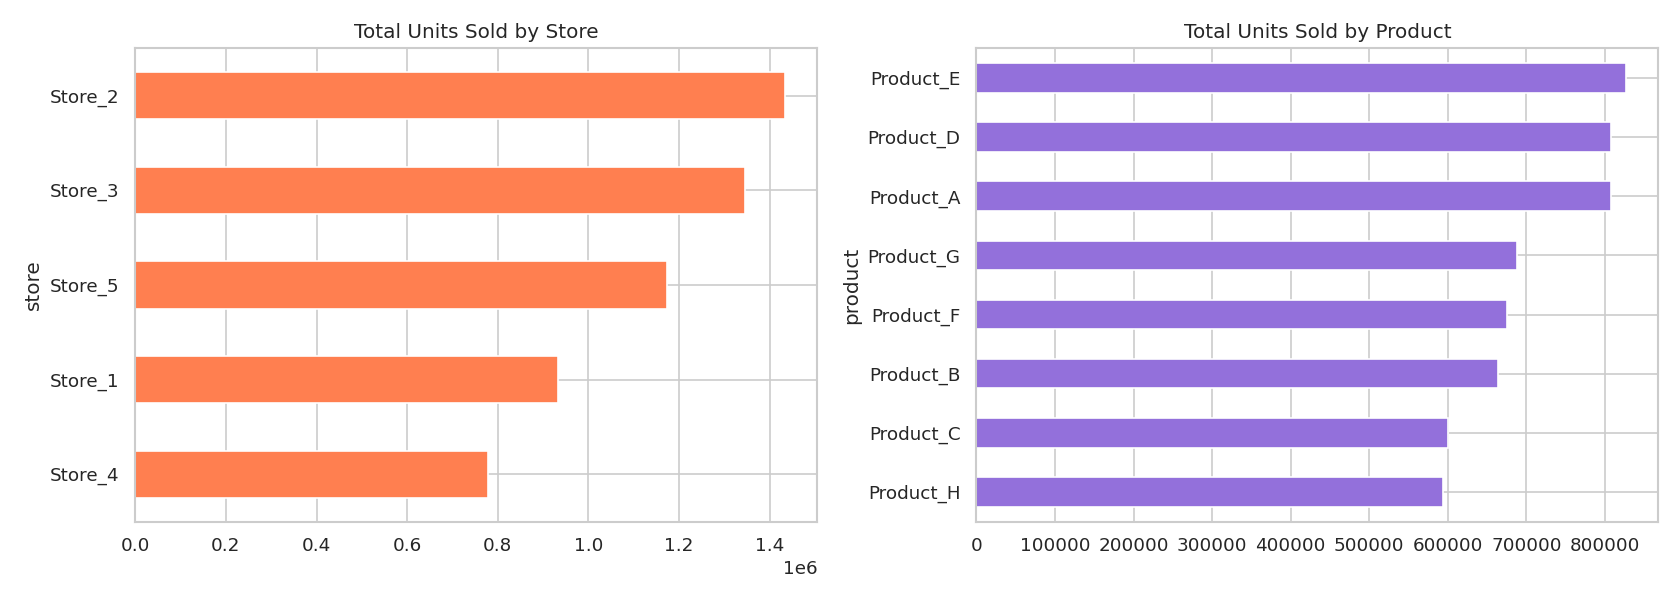 Total Units Sold by Store
store
Store_2
Store_3
Store_5
Store_1
Store_4
0.0 0.2 0.4 0.6 0.8 1.0 1.2 1.4
1e6
Total Units Sold by Product
product
Product_E
Product_D
Product_A
Product_G
Product_F
Product_B
Product_C
Product_H
0 100000 200000 300000 400000 500000 600000 700000 800000